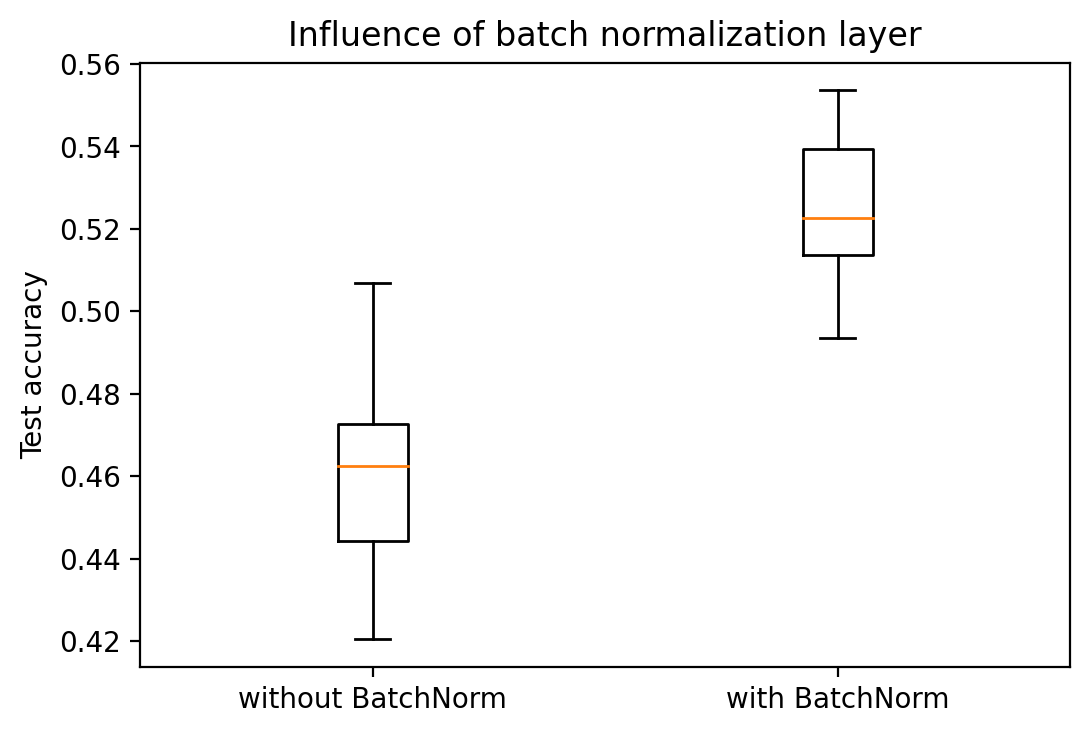 Influence of batch normalization layer
0.56
0.54
0.52
0.50
0.48
0.46
0.44
0.42
Test accuracy
without BatchNorm
with BatchNorm